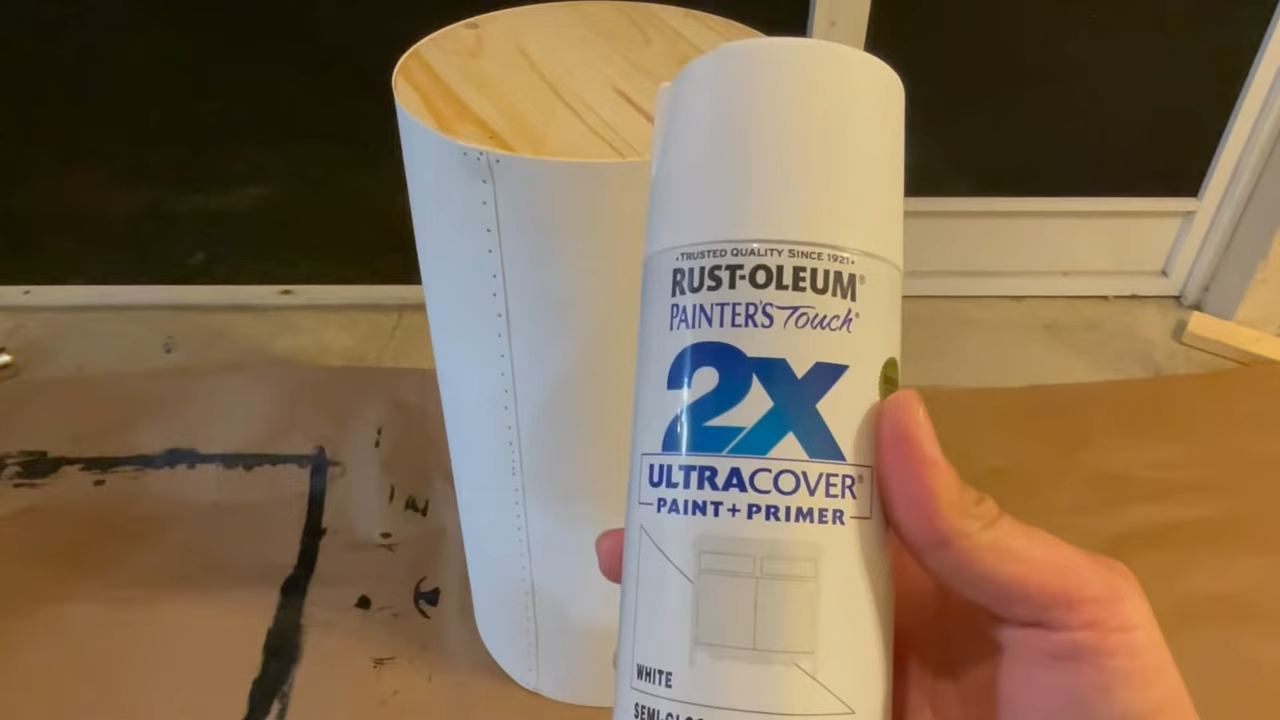 •TRUSTED QUALITY SINCE 1921•
RUST-OLEUM®
PAINTER'S Touch®
2X
ULTRACOVER®
PAINT+PRIMER
WHITE